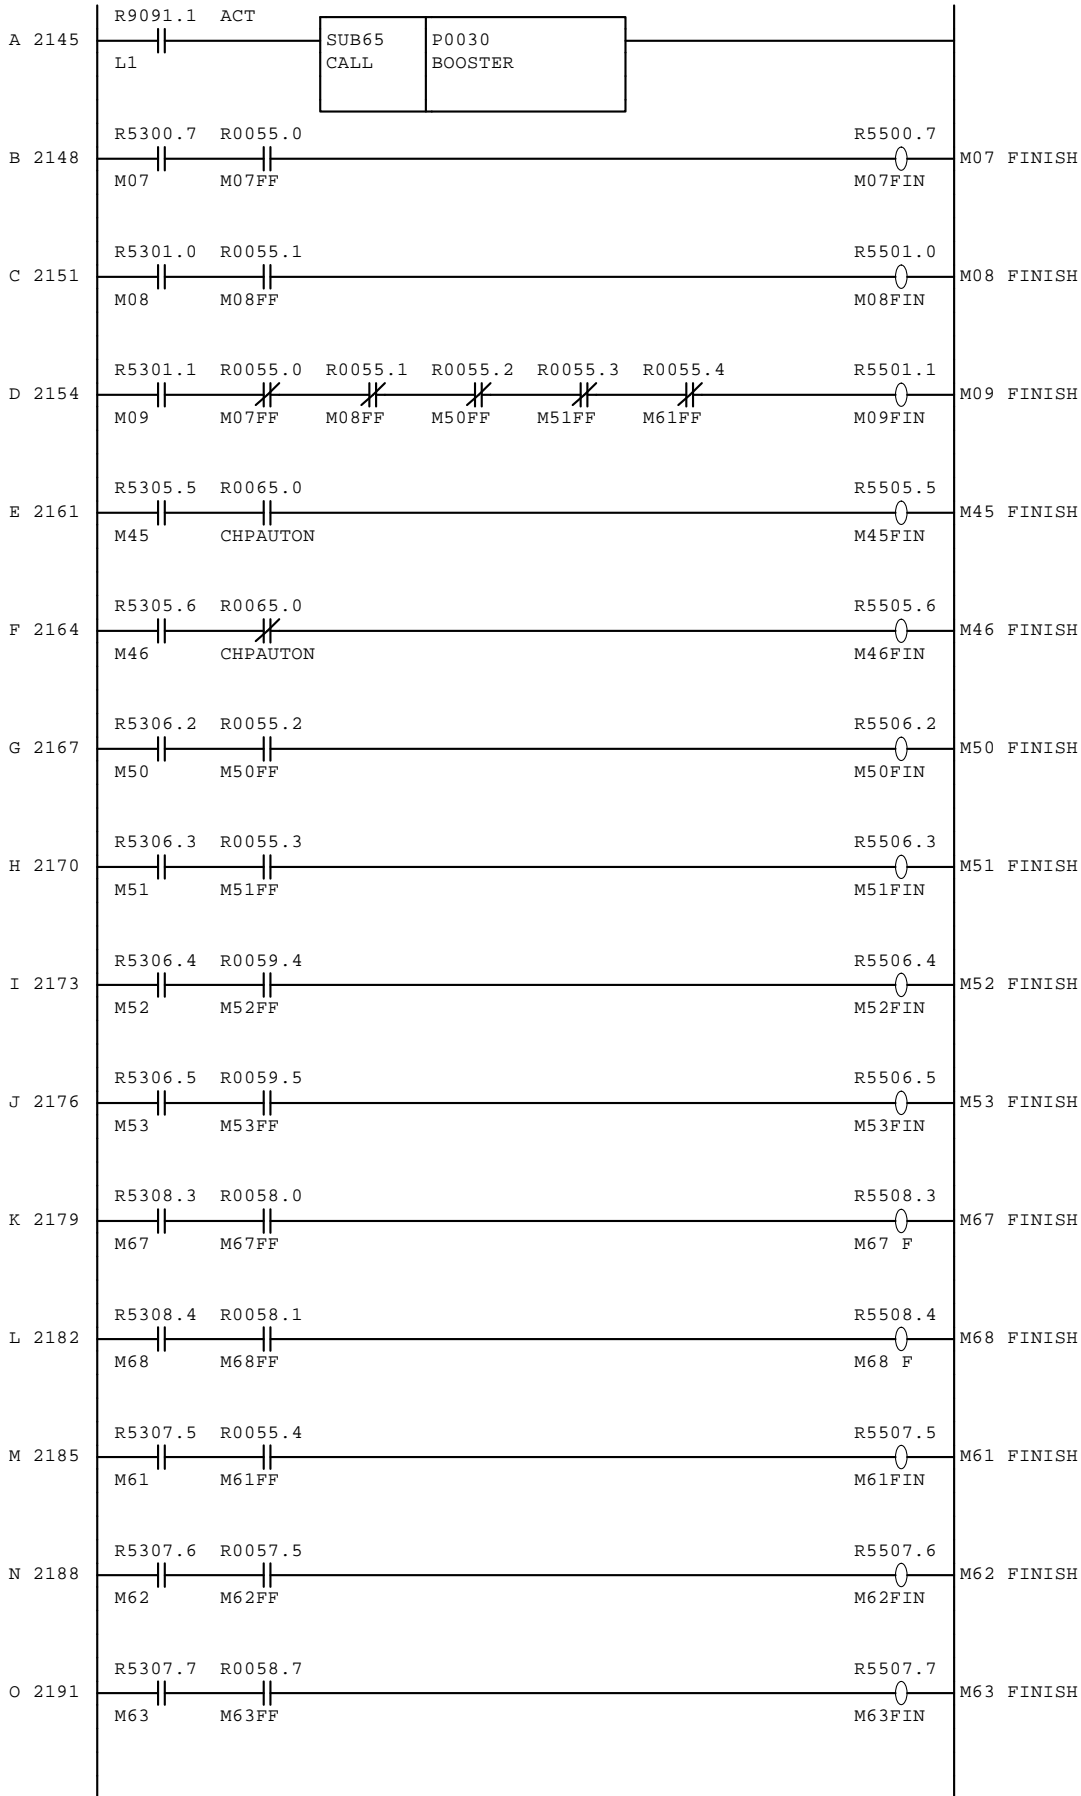 R9091.1 ACT
A 2145 SUB65 P0030
L1 CALL BOOSTER
R5300.7 R0055.0 R5500.7
B 2148 M07 FINISH
M07 M07FF M07FIN
R5301.0 R0055.1 R5501.0
C 2151 M08 FINISH
M08 M08FF M08FIN
R5301.1 R0055.0 R0055.1 R0055.2 R0055.3 R0055.4 R5501.1
D 2154 M09 FINISH
M09 M07FF M08FF M50FF M51FF M61FF M09FIN
R5305.5 R0065.0 R5505.5
E 2161 M45 FINISH
M45 CHPAUTON M45FIN
R5305.6 R0065.0 R5505.6
F 2164 M46 FINISH
M46 CHPAUTON M46FIN
R5306.2 R0055.2 R5506.2
G 2167 M50 FINISH
M50 M50FF M50FIN
R5306.3 R0055.3 R5506.3
H 2170 M51 FINISH
M51 M51FF M51FIN
R5306.4 R0059.4 R5506.4
I 2173 M52 FINISH
M52 M52FF M52FIN
R5306.5 R0059.5 R5506.5
J 2176 M53 FINISH
M53 M53FF M53FIN
R5308.3 R0058.0 R5508.3
K 2179 M67 FINISH
M67 M67FF M67 F
R5308.4 R0058.1 R5508.4
L 2182 M68 FINISH
M68 M68FF M68 F
R5307.5 R0055.4 R5507.5
M 2185 M61 FINISH
M61 M61FF M61FIN
R5307.6 R0057.5 R5507.6
N 2188 M62 FINISH
M62 M62FF M62FIN
R5307.7 R0058.7 R5507.7
O 2191 M63 FINISH
M63 M63FF M63FIN